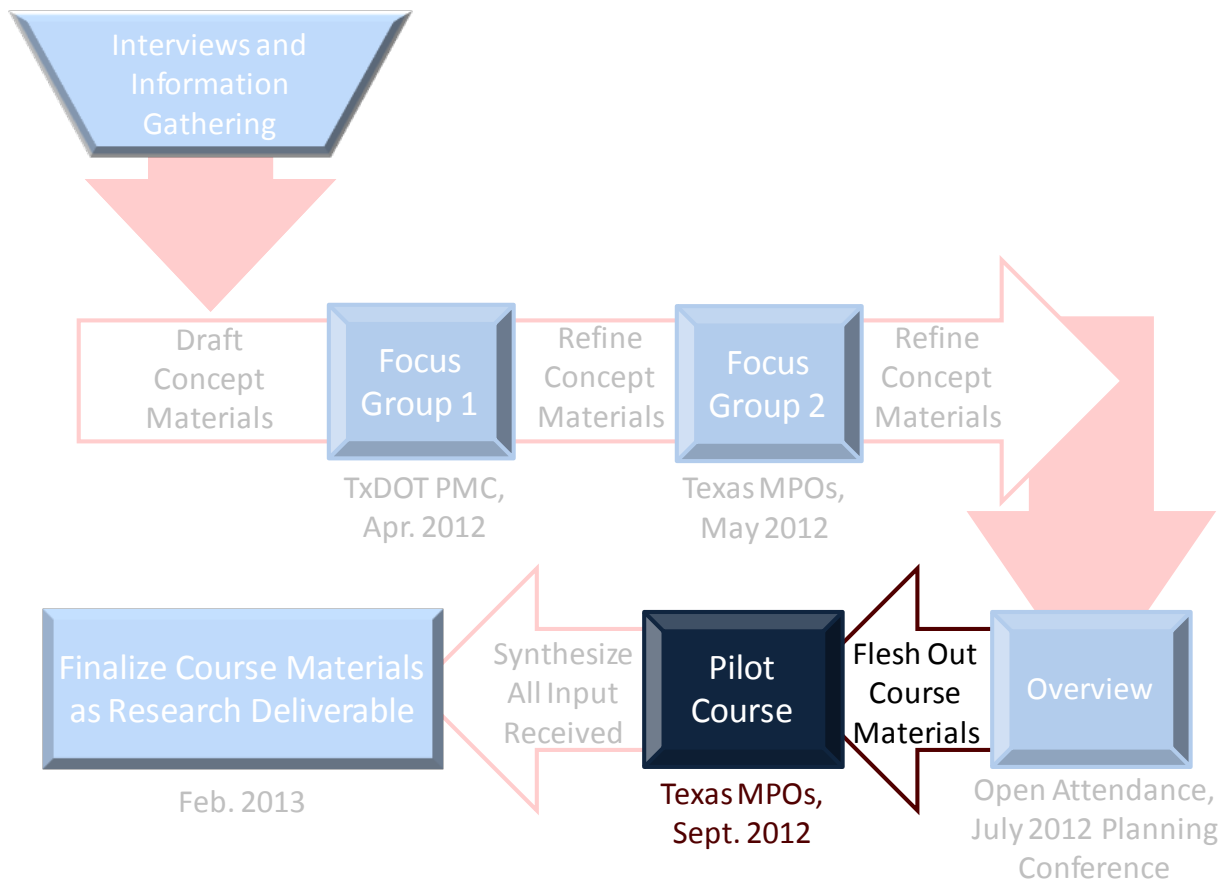 Interviews and
Information
Gathering
Draft
Concept
Materials
Focus
Group 1
Refine
Concept
Materials
Focus
Group 2
Refine
Concept
Materials
TxDOT PMC,
Apr. 2012
Texas MPOs,
May 2012
Overview
Open Attendance,
July 2012 Planning
Conference
Flesh Out
Course
Materials
Pilot
Course
Texas MPOs,
Sept. 2012
Synthesize
All Input
Received
Finalize Course Materials
as Research Deliverable
Feb. 2013